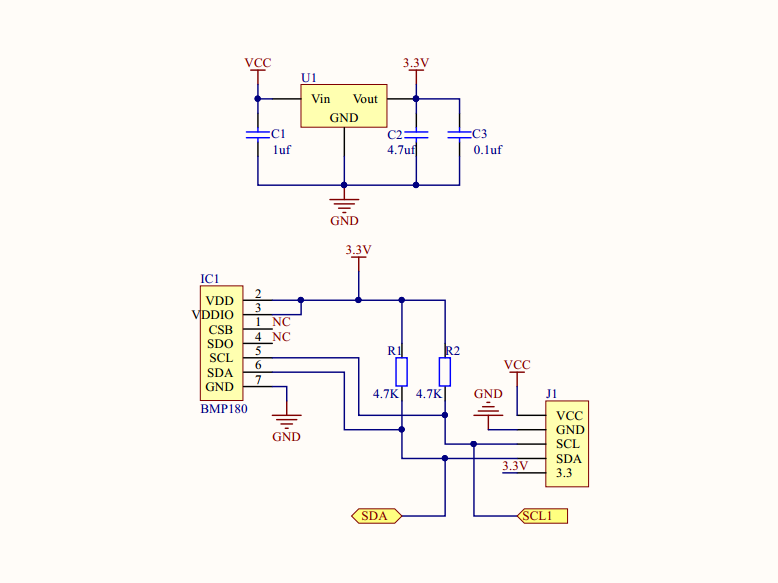 VCC
3.3V
U1
Vin Vout
GND
C1
1uf
C2
4.7uf
C3
0.1uf
GND
3.3V
IC1
VDD 2
VDDIO 3
CSB 1 NC
SDO 4 NC
SCL 5
SDA 6
GND 7
BMP180
GND
R1
4.7K
R2
4.7K
VCC
GND
J1
VCC
GND
SCL
SDA
3.3V 3.3
SDA
SCL1